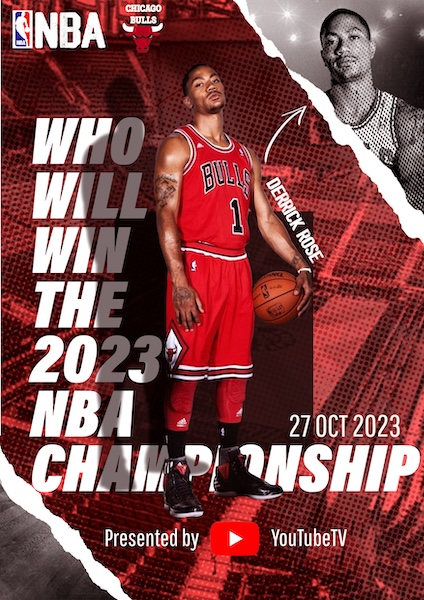 NBA
NBA
CHICAGO
BULLS
DERRICK ROSE
BULLS
1
WHO
WILL
WIN
THE
2023
NBA
27 OCT 2023
CHAMPIONSHIP
Presented by YouTubeTV